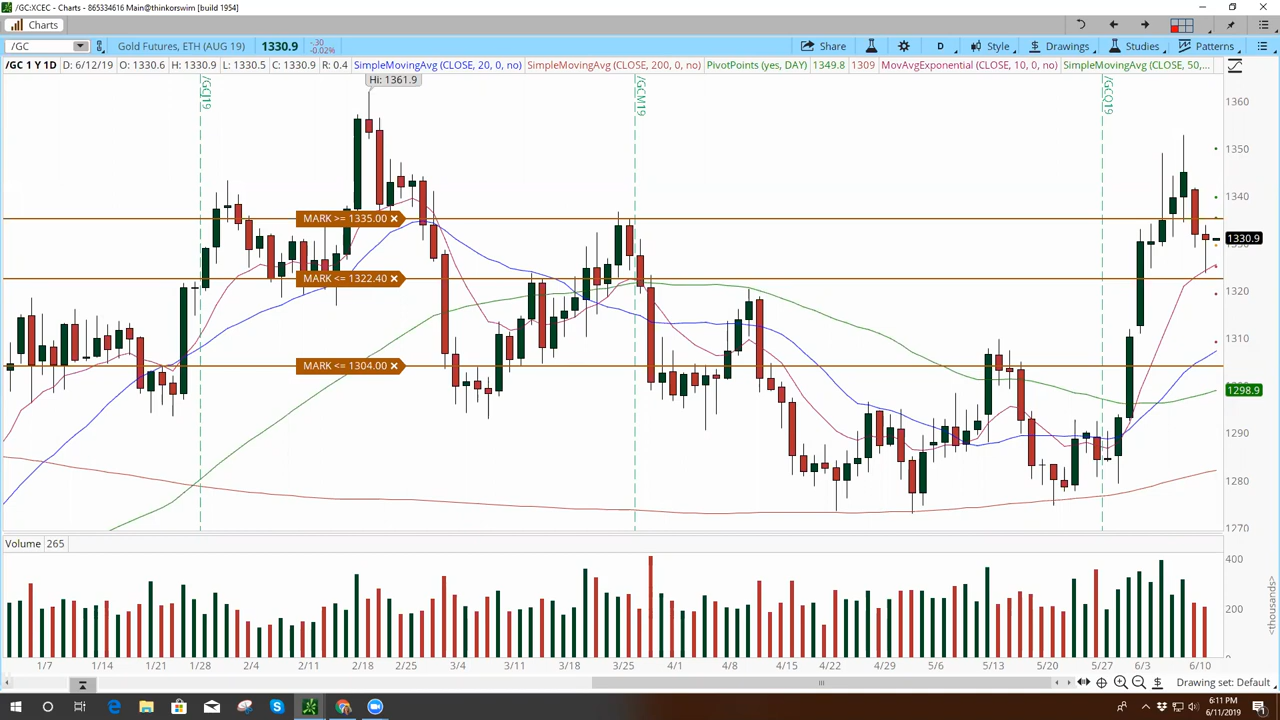 /GC:XCEC - Charts - 865334616 Main@thinkorswim [build 1954]
Charts
/GC Gold Futures, ETH (AUG 19) 1330.9 -.30 -0.02% Share D Style Drawings Studies Patterns
/GC 1 Y 1D D: 6/12/19 O: 1330.6 H: 1330.9 L: 1330.5 C: 1330.9 R: 0.4 SimpleMovingAvg (CLOSE, 20, 0, no) SimpleMovingAvg (CLOSE, 200, 0, no) PivotPoints (yes, DAY) 1349.8 1309 MovAvgExponential (CLOSE, 10, 0, no) SimpleMovingAvg (CLOSE, 50,...
Hi: 1361.9
/GCJ19
/GCM19
/GCQ19
1360
1350
1340
MARK >= 1335.00 ×
1330.9
MARK <= 1322.40 ×
1320
1310
MARK <= 1304.00 ×
1298.9
1290
1280
1270
Volume 265
400
200
<thousands>
1/7 1/14 1/21 1/28 2/4 2/11 2/18 2/25 3/4 3/11 3/18 3/25 4/1 4/8 4/15 4/22 4/29 5/6 5/13 5/20 5/27 6/3 6/10
Drawing set: Default
6:11 PM
6/11/2019